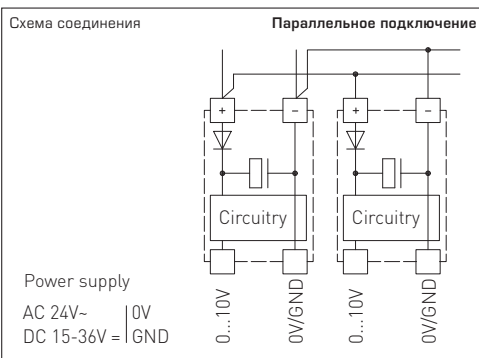 Схема соединения
Параллельное подключение
+ − + −
Circuitry Circuitry
Power supply
AC 24V~ 0V
DC 15-36V = GND
0...10V 0V/GND 0...10V 0V/GND